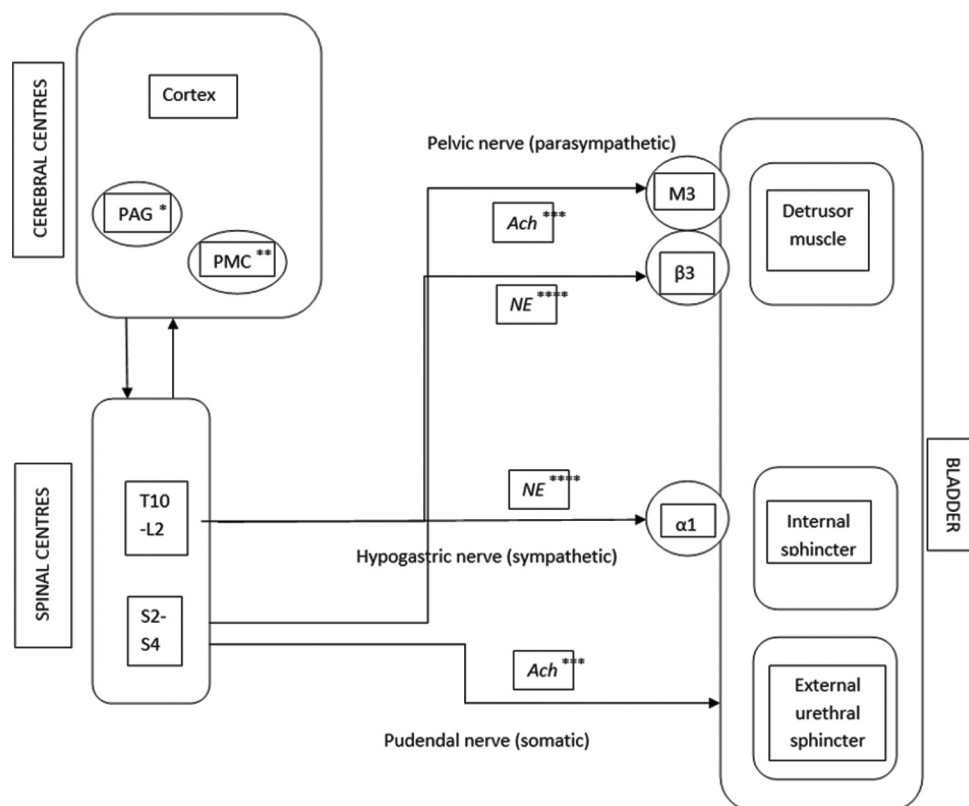 CEREBRAL CENTRES
Cortex
PAG *
PMC **
Pelvic nerve (parasympathetic)
Ach ***
M3
NE ****
β3
Detrusor
muscle
SPINAL CENTRES
T10
-L2
NE ****
α1
Hypogastric nerve (sympathetic)
Internal
sphincter
BLADDER
S2-
S4
Ach ***
Pudendal nerve (somatic)
External
urethral
sphincter